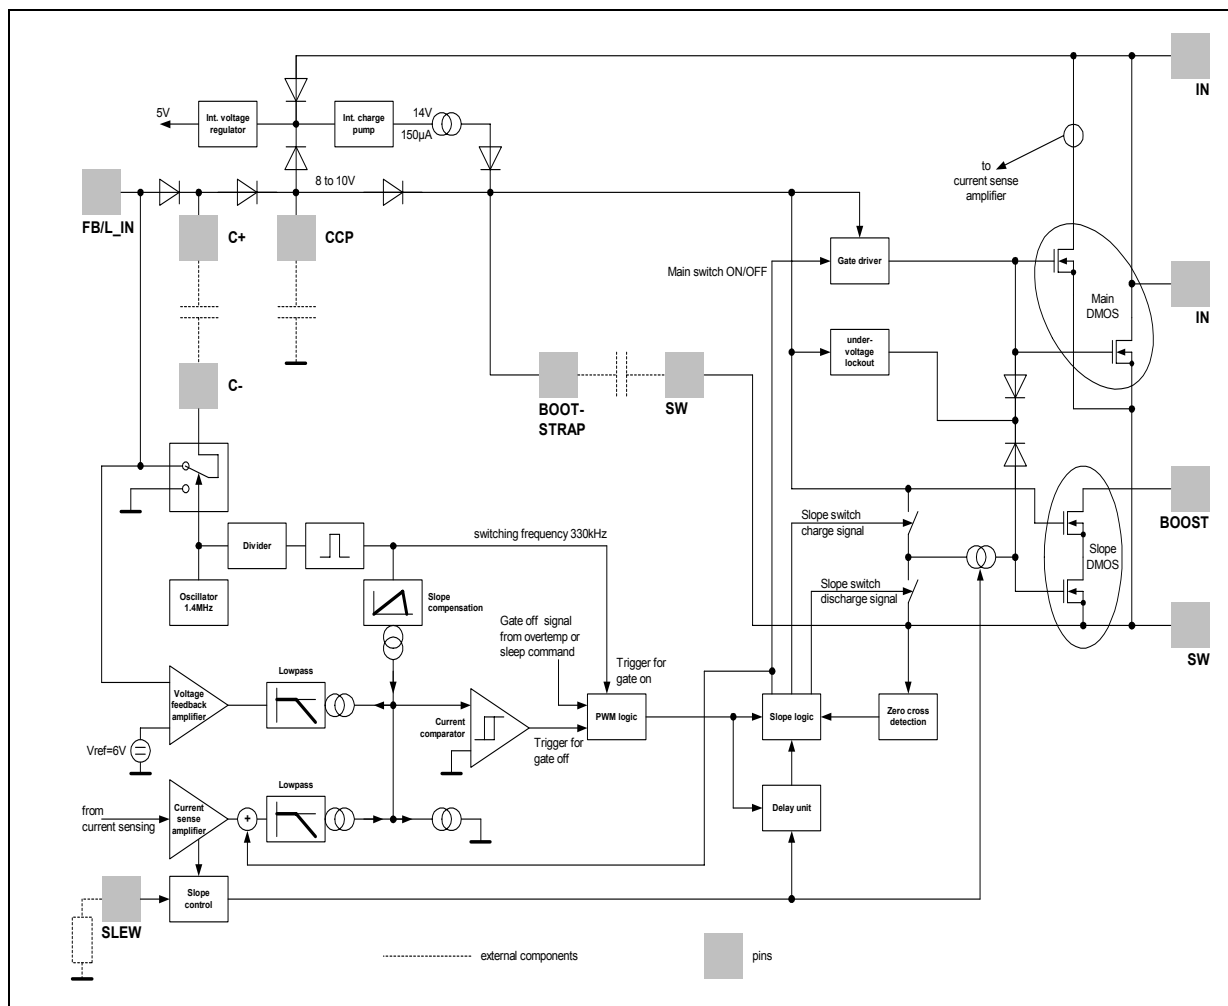 IN
5V
Int. voltage
regulator
Int. charge
pump
14V
150µA
to
current sense
amplifier
8 to 10V
FB/L_IN
C+
CCP
Main switch ON/OFF
Gate driver
Main
DMOS
IN
under-
voltage
lockout
C-
BOOT-
STRAP
SW
BOOST
Slope switch
charge signal
Slope
DMOS
Divider
switching frequency 330kHz
Oscillator
1.4MHz
Slope
compensation
Slope switch
discharge signal
Gate off signal
from overtemp or
sleep command
Trigger for
gate on
SW
Voltage
feedback
amplifier
Lowpass
Current
comparator
PWM logic
Slope logic
Zero cross
detection
Vref=6V
Trigger for
gate off
Lowpass
from
current sensing
Current
sense
amplifier
+
Delay unit
Slope
control
SLEW
external components
pins